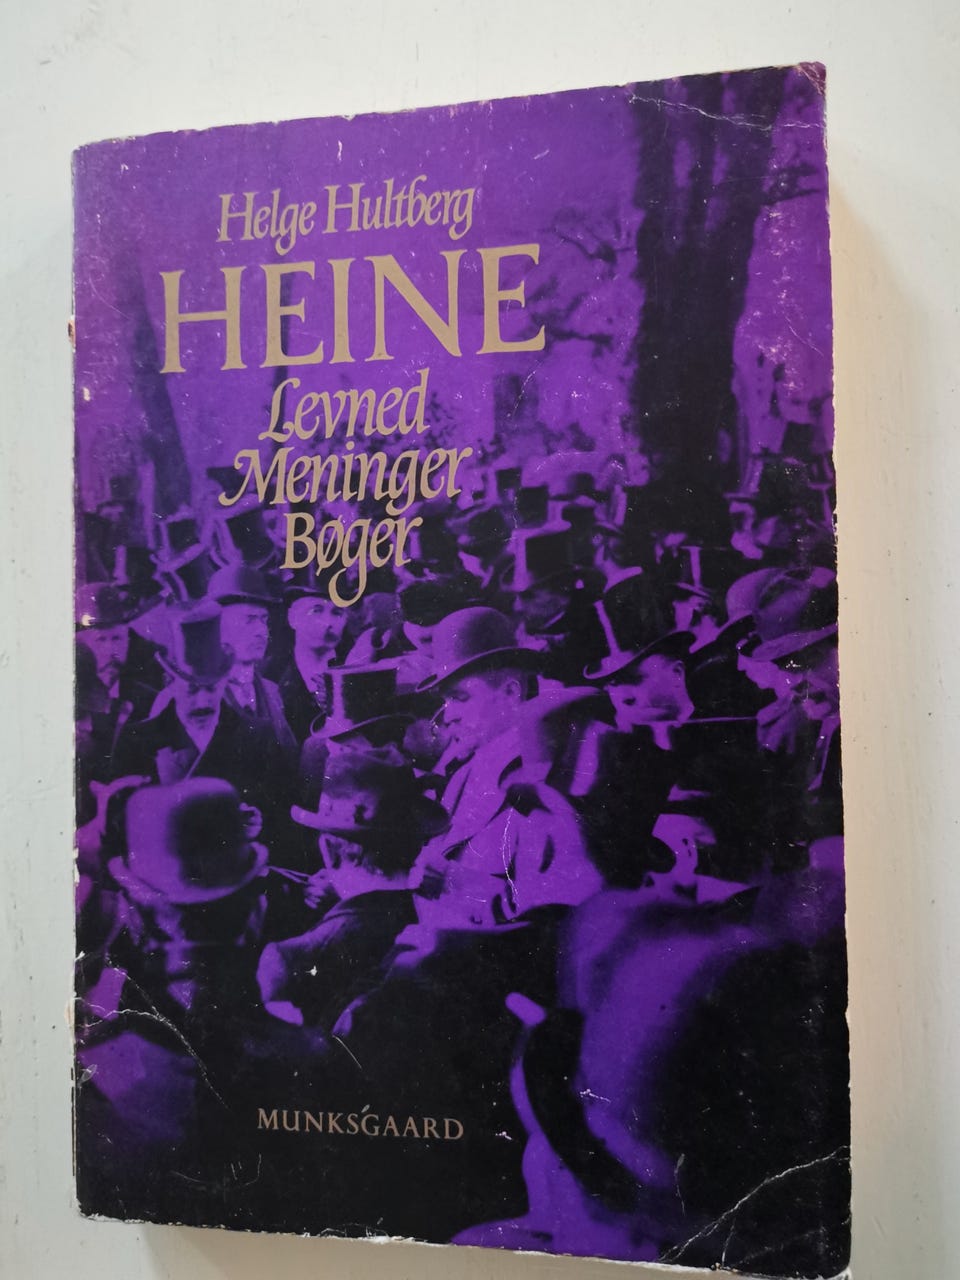 Helge Hultberg
HEINE
Levned
Meninger
Bøger
MUNKSGAARD